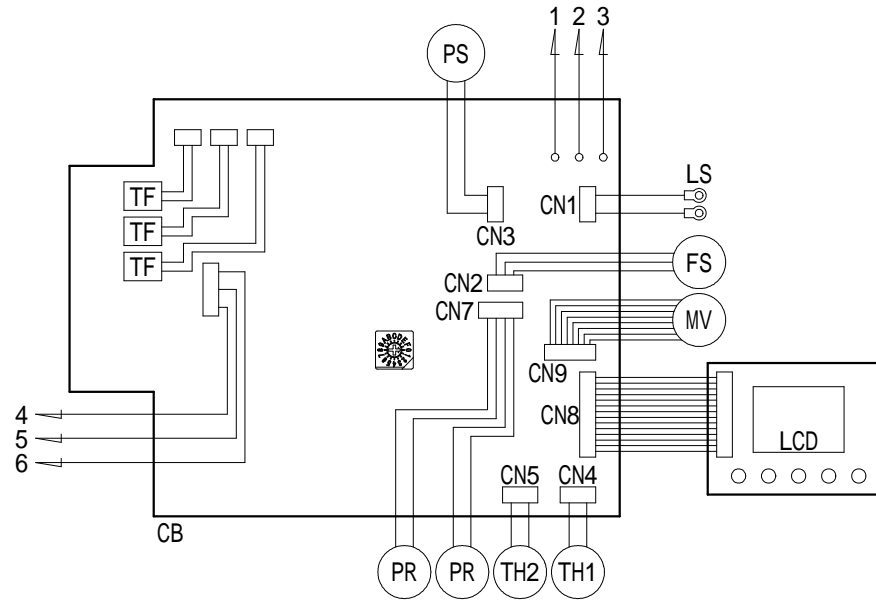 1 2 3
PS
TF
TF
TF
CN3
CN1
LS
CN2
FS
CN7
MV
CN9
CN8
LCD
4
5
6
CN5
CN4
CB
PR
PR
TH2
TH1